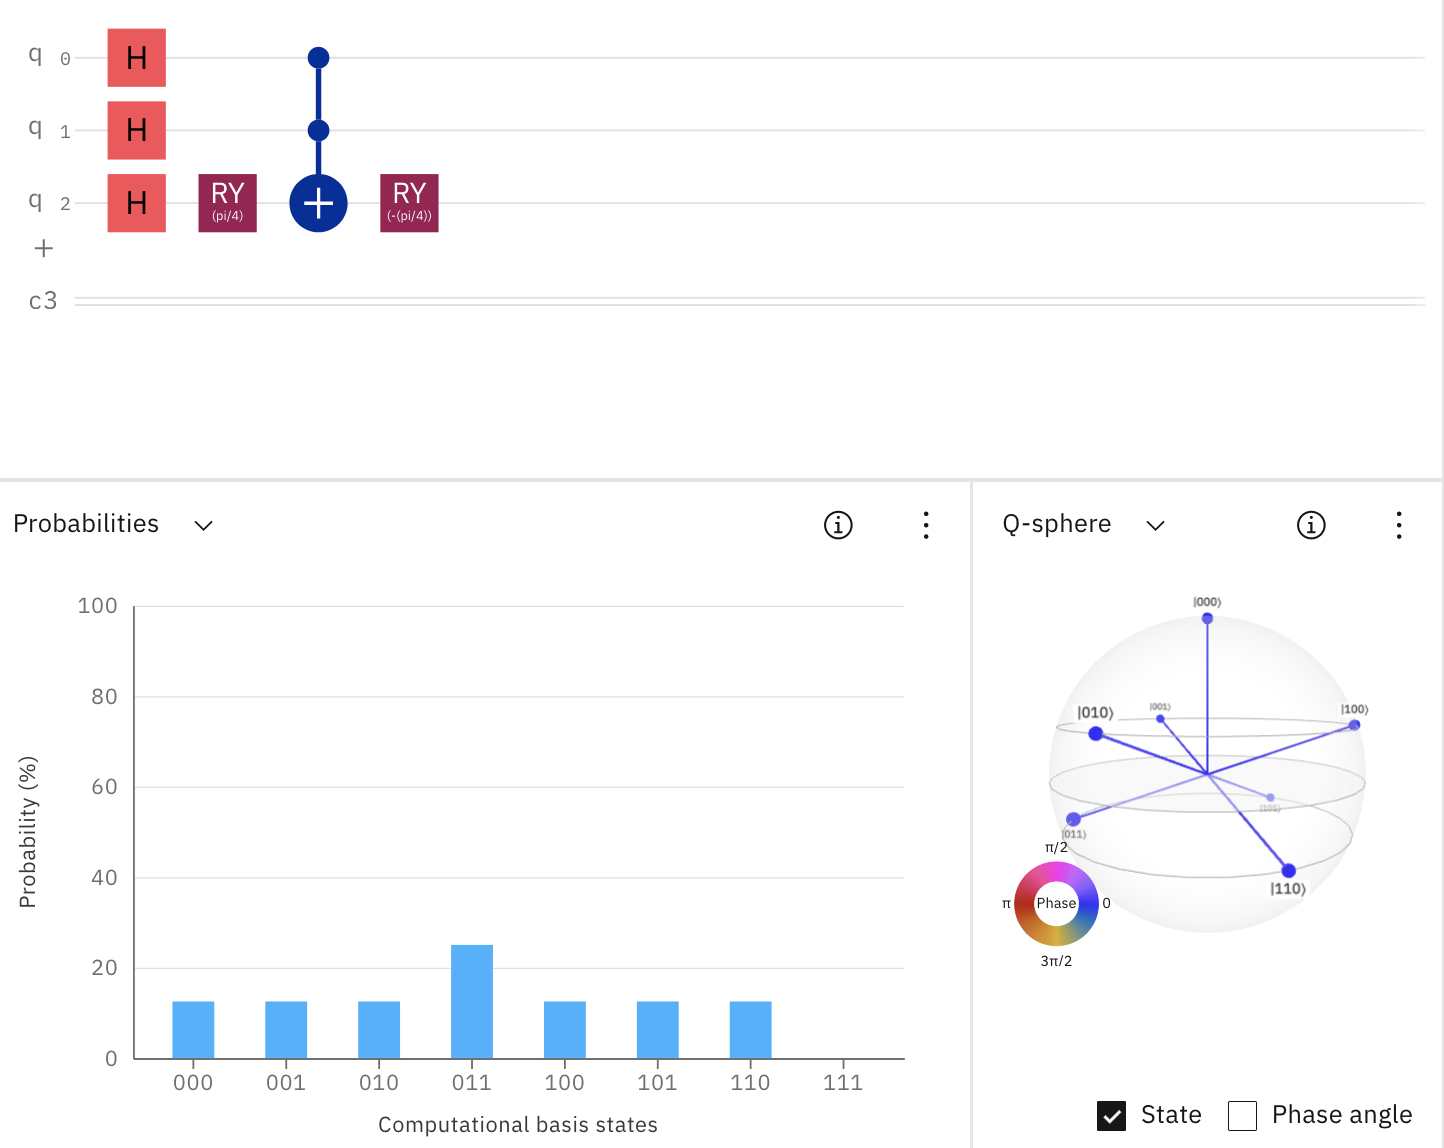 q 0 H
q 1 H
q 2 H RY (pi/4) RY (-(pi/4))
+
c3
Probabilities
Q-sphere
Probability (%)
100
80
60
40
20
0
000 001 010 011 100 101 110 111
Computational basis states
|000⟩
|001⟩
|010⟩
|100⟩
|101⟩
|011⟩
|110⟩
π/2
π Phase 0
3π/2
State Phase angle